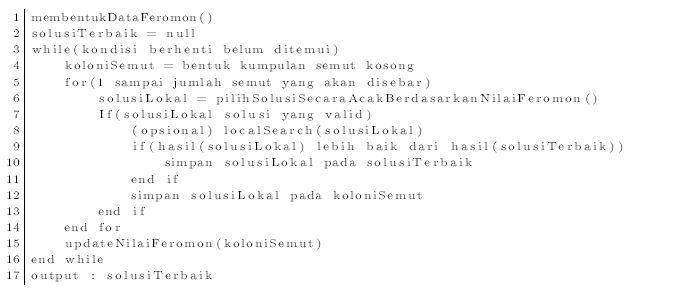 1 membentukDataFeromon()
2 solusiTerbaik = null
3 while(kondisi berhenti belum ditemui)
4 koloniSemut = bentuk kumpulan semut kosong
5 for(1 sampai jumlah semut yang akan disebar)
6 solusiLokal = pilihSolusiSecaraAcakBerdasarkanNilaiFeromon()
7 If(solusiLokal solusi yang valid)
8 (opsional) localSearch(solusiLokal)
9 if(hasil(solusiLokal) lebih baik dari hasil(solusiTerbaik))
10 simpan solusiLokal pada solusiTerbaik
11 end if
12 simpan solusiLokal pada koloniSemut
13 end if
14 end for
15 updateNilaiFeromon(koloniSemut)
16 end while
17 output : solusiTerbaik